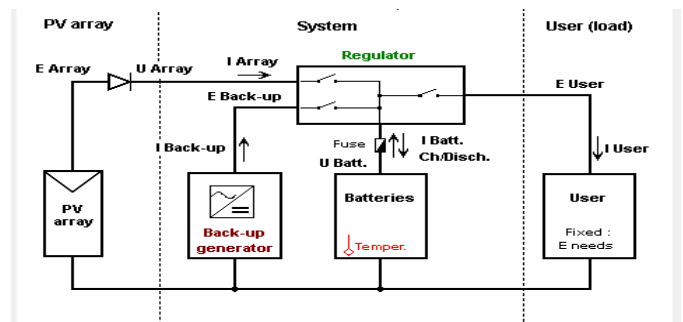 PV array
System
User (load)
E Array
U Array
I Array
Regulator
E Back-up
E User
I Back-up
Fuse
U Batt.
I Batt.
Ch/Disch.
I User
PV
array
Back-up
generator
Batteries
Temper.
User
Fixed :
E needs